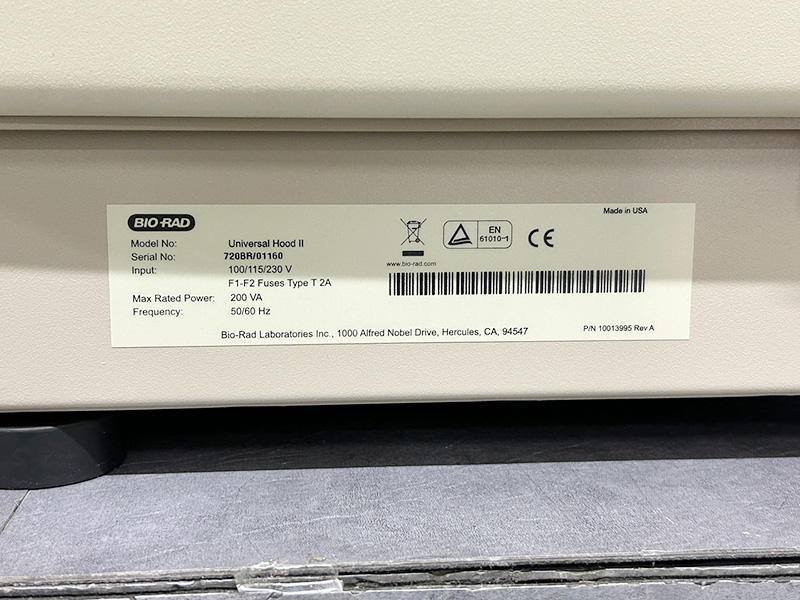 BIO-RAD
Made in USA
Model No: Universal Hood II
Serial No: 720BR/01160
Input: 100/115/230 V
F1-F2 Fuses Type T 2A
Max Rated Power: 200 VA
Frequency: 50/60 Hz
EN
61010-1
CE
www.bio-rad.com
Bio-Rad Laboratories Inc., 1000 Alfred Nobel Drive, Hercules, CA, 94547
P/N 10013995 Rev A